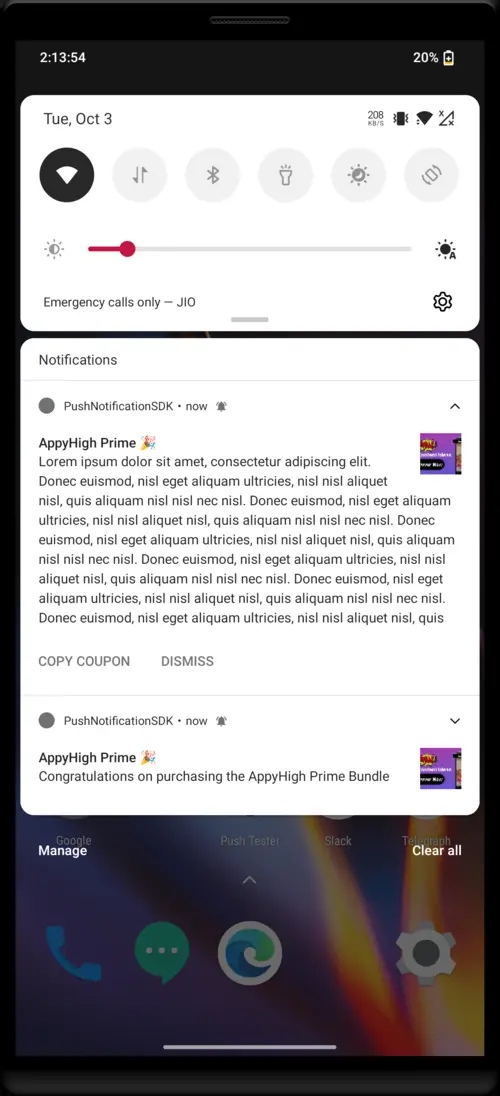 2:13:54
20%
Tue, Oct 3
208
KB/S
A
Emergency calls only — JIO
Notifications
PushNotificationSDK • now
AppyHigh Prime 🎉
Lorem ipsum dolor sit amet, consectetur adipiscing elit.
Donec euismod, nisl eget aliquam ultricies, nisl nisl aliquet
nisl, quis aliquam nisl nisl nec nisl. Donec euismod, nisl eget aliquam
ultricies, nisl nisl aliquet nisl, quis aliquam nisl nisl nec nisl. Donec
euismod, nisl eget aliquam ultricies, nisl nisl aliquet nisl, quis aliquam
nisl nisl nec nisl. Donec euismod, nisl eget aliquam ultricies, nisl nisl
aliquet nisl, quis aliquam nisl nisl nec nisl. Donec euismod, nisl eget
aliquam ultricies, nisl nisl aliquet nisl, quis aliquam nisl nisl nec nisl.
Donec euismod, nisl eget aliquam ultricies, nisl nisl aliquet nisl, quis
COPY COUPON DISMISS
PushNotificationSDK • now
AppyHigh Prime 🎉
Congratulations on purchasing the AppyHigh Prime Bundle
Google Push Tester Slack Telegraph
Manage Clear all